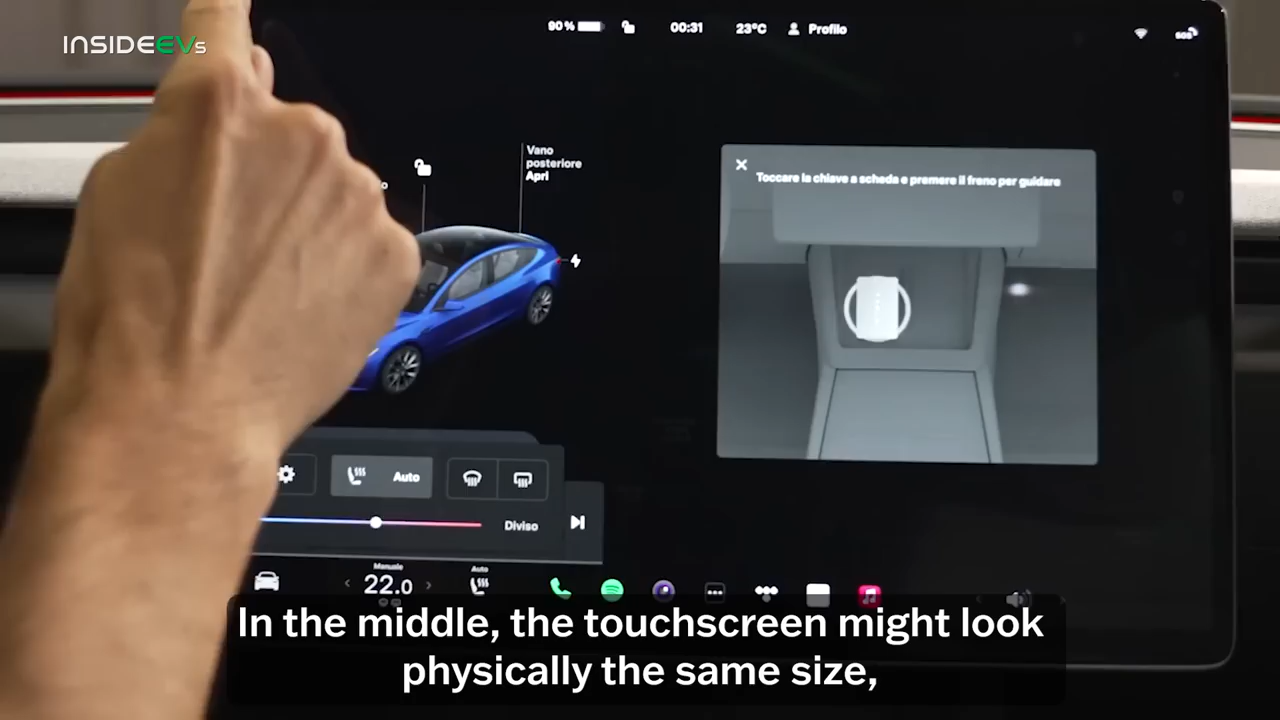 INSIDEEVs
90 %
00:31
23°C
Profilo
SOS
Vano
posteriore
Apri
o
Toccare la chiave a scheda e premere il freno per guidare
Auto
Diviso
Manuale
22.0
Auto
In the middle, the touchscreen might look
physically the same size,